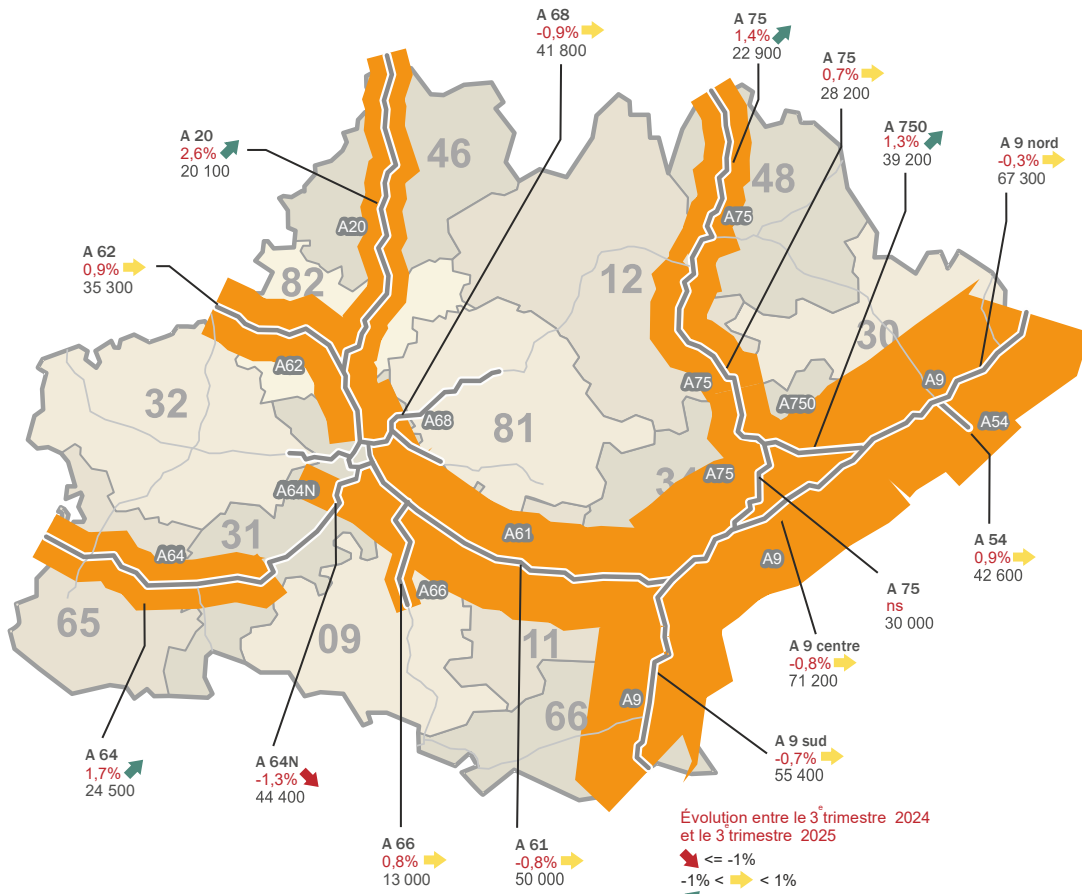 A 68
-0,9%
41 800
A 75
1,4%
22 900
A 75
0,7%
28 200
A 20
2,6%
20 100
A 750
1,3%
39 200
A 9 nord
-0,3%
67 300
A 62
0,9%
35 300
46
48
A20
A75
82
12
30
A62
A75
A9
A750
32
A68
81
A54
A75
A64N
31
A61
A64
A9
A 54
0,9%
42 600
A66
A 75
ns
30 000
65
09
11
A 9 centre
-0,8%
71 200
A9
66
A 9 sud
-0,7%
55 400
A 64
1,7%
24 500
A 64N
-1,3%
44 400
A 66
0,8%
13 000
A 61
-0,8%
50 000
Évolution entre le 3e trimestre 2024
et le 3e trimestre 2025
<= -1%
-1% < < 1%